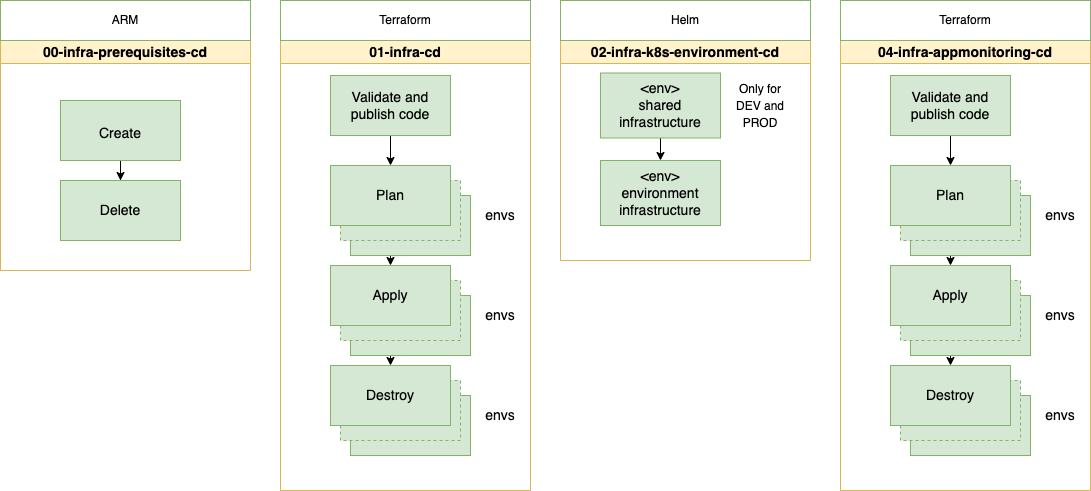 ARM
00-infra-prerequisites-cd
Create
Delete
Terraform
01-infra-cd
Validate and
publish code
Plan
envs
Apply
envs
Destroy
envs
Helm
02-infra-k8s-environment-cd
<env>
shared
infrastructure
Only for
DEV and
PROD
<env>
environment
infrastructure
Terraform
04-infra-appmonitoring-cd
Validate and
publish code
Plan
envs
Apply
envs
Destroy
envs